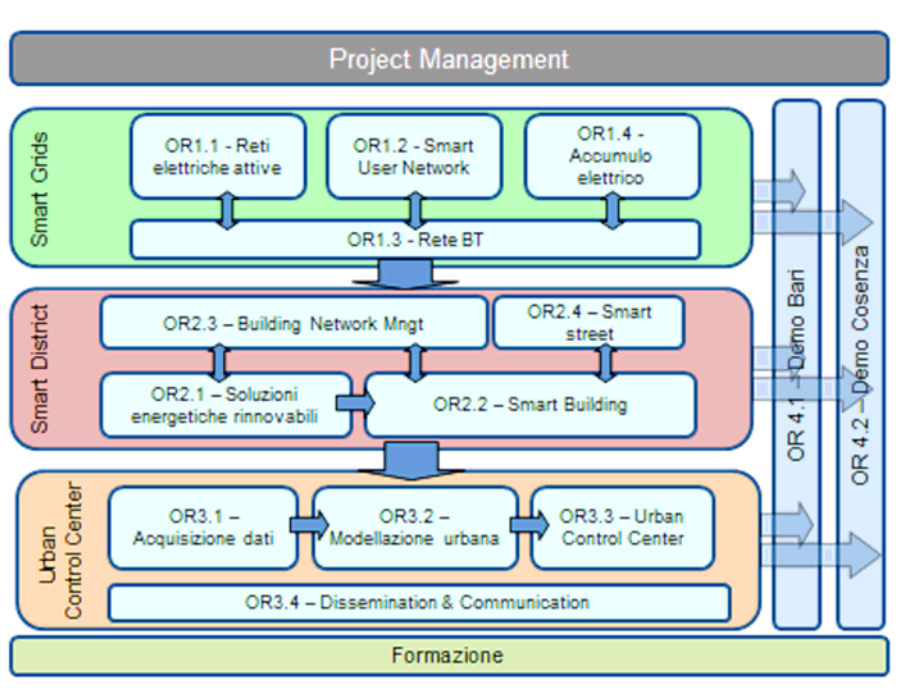 Project Management
Smart Grids
OR1.1 - Reti
elettriche attive
OR1.2 - Smart
User Network
OR1.4 -
Accumulo
elettrico
OR1.3 - Rete BT
Smart District
OR2.3 – Building Network Mngt
OR2.4 – Smart
street
OR2.1 – Soluzioni
energetiche rinnovabili
OR2.2 – Smart Building
Urban
Control Center
OR3.1 –
Acquisizione dati
OR3.2 –
Modellazione urbana
OR3.3 – Urban
Control Center
OR3.4 – Dissemination & Communication
OR 4.1 – Demo Bari
OR 4.2 – Demo Cosenza
Formazione